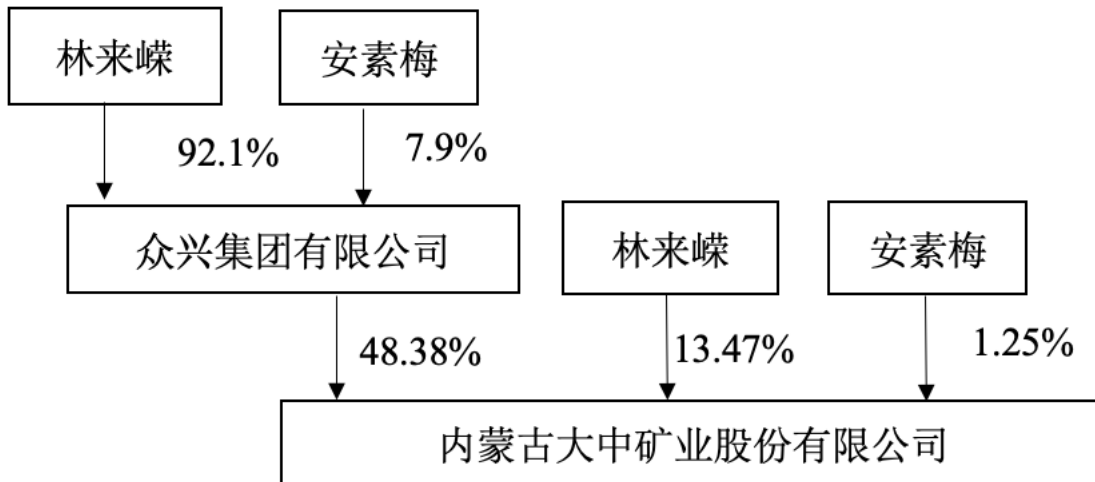 林来嵘
安素梅
92.1%
7.9%
众兴集团有限公司
林来嵘
安素梅
48.38%
13.47%
1.25%
内蒙古大中矿业股份有限公司